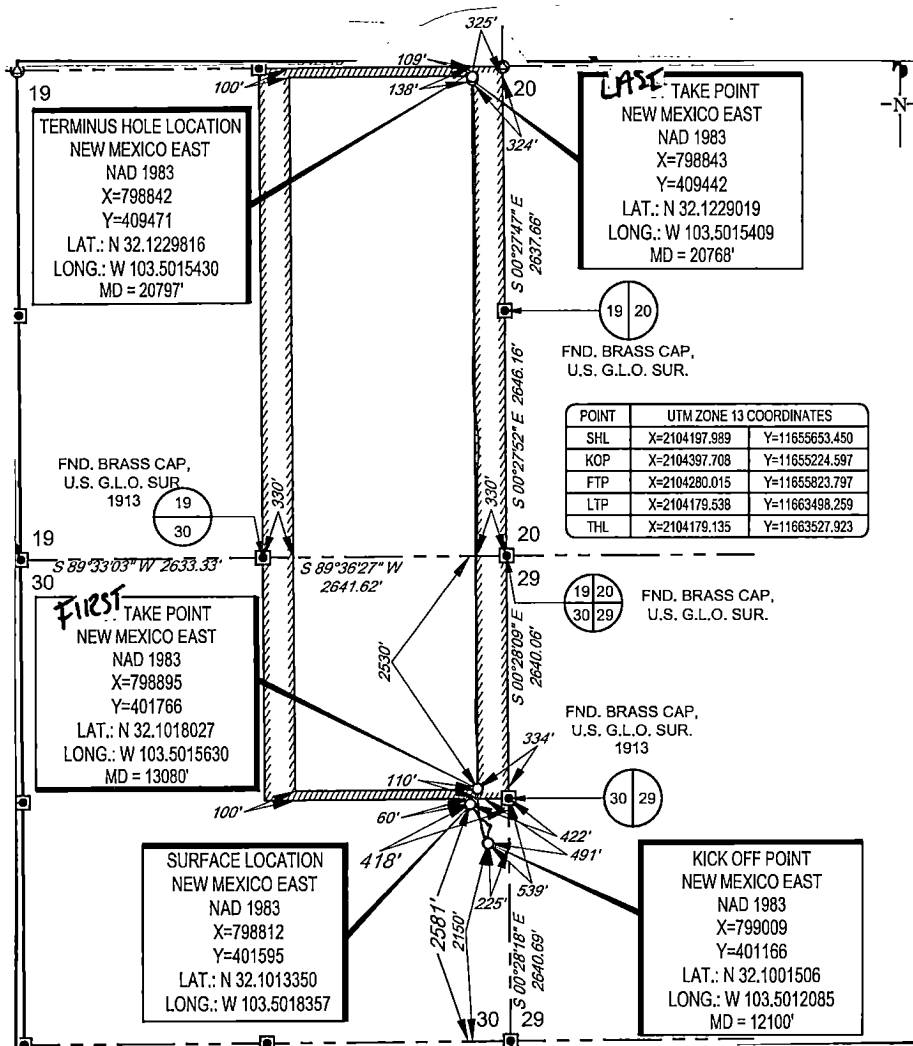 325'
109'
100'
138'
19
20
-N-
TERMINUS HOLE LOCATION
NEW MEXICO EAST
NAD 1983
X=798842
Y=409471
LAT.: N 32.1229816
LONG.: W 103.5015430
MD = 20797'
LAST TAKE POINT
NEW MEXICO EAST
NAD 1983
X=798843
Y=409442
LAT.: N 32.1229019
LONG.: W 103.5015409
MD = 20768'
324'
S 00°27'47" E
2637.66'
19 20
FND. BRASS CAP,
U.S. G.L.O. SUR.
S 00°27'52" E 2646.16'
POINT UTM ZONE 13 COORDINATES
SHL X=2104197.989 Y=11655653.450
KOP X=2104397.708 Y=11655224.597
FTP X=2104280.015 Y=11655823.797
LTP X=2104179.538 Y=11663498.259
THL X=2104179.135 Y=11663527.923
FND. BRASS CAP,
U.S. G.L.O. SUR.
1913
19
30
330'
330'
19
20
S 89°33'03" W 2633.33'
S 89°36'27" W
2641.62'
30
29
19 20
30 29
FND. BRASS CAP,
U.S. G.L.O. SUR.
FIRST TAKE POINT
NEW MEXICO EAST
NAD 1983
X=798895
Y=401766
LAT.: N 32.1018027
LONG.: W 103.5015630
MD = 13080'
2530'
S 00°28'09" E
2640.06'
FND. BRASS CAP,
U.S. G.L.O. SUR.
1913
30 29
334'
110'
100'
60'
418'
422'
491'
539'
225'
2581'
2150'
S 00°28'18" E
2640.69'
SURFACE LOCATION
NEW MEXICO EAST
NAD 1983
X=798812
Y=401595
LAT.: N 32.1013350
LONG.: W 103.5018357
KICK OFF POINT
NEW MEXICO EAST
NAD 1983
X=799009
Y=401166
LAT.: N 32.1001506
LONG.: W 103.5012085
MD = 12100'
30 29